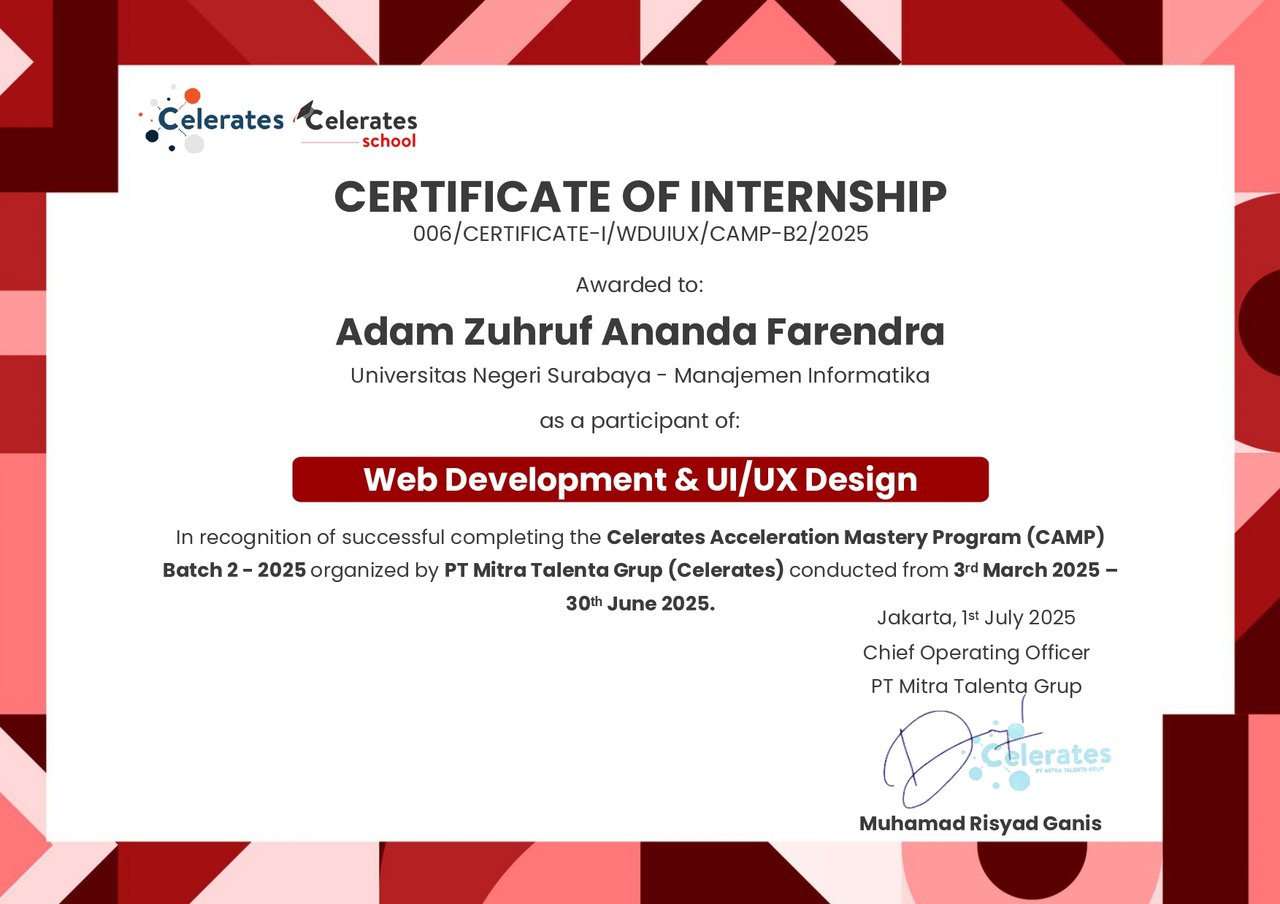 Celerates Celerates
school
CERTIFICATE OF INTERNSHIP
006/CERTIFICATE-I/WDUIUX/CAMP-B2/2025
Awarded to:
Adam Zuhruf Ananda Farendra
Universitas Negeri Surabaya - Manajemen Informatika
as a participant of:
Web Development & UI/UX Design
In recognition of successful completing the Celerates Acceleration Mastery Program (CAMP)
Batch 2 - 2025 organized by PT Mitra Talenta Grup (Celerates) conducted from 3rd March 2025 –
30th June 2025.
Jakarta, 1st July 2025
Chief Operating Officer
PT Mitra Talenta Grup
Celerates
PT MITRA TALENTA GRUP
Muhamad Risyad Ganis